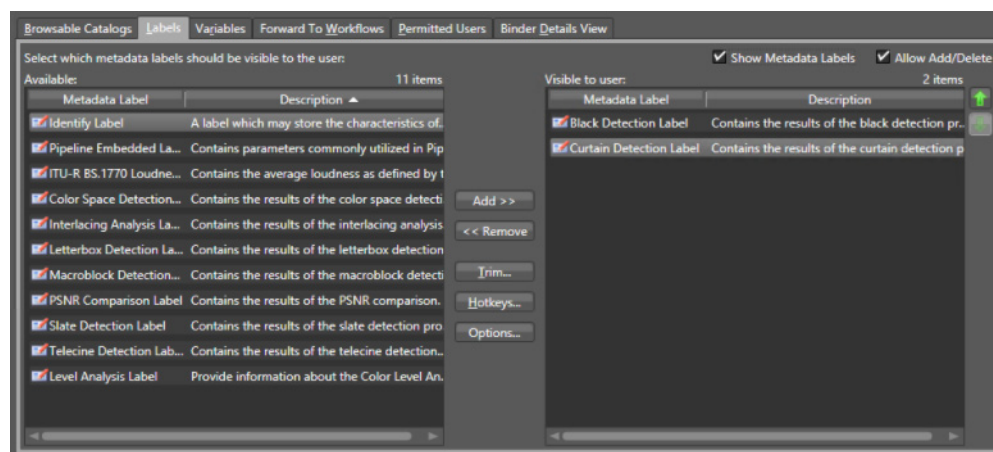 Browsable Catalogs Labels Variables Forward To Workflows Permitted Users Binder Details View
Select which metadata labels should be visible to the user: Show Metadata Labels Allow Add/Delete
Available: 11 items Visible to user: 2 items
Metadata Label Description Metadata Label Description
Identify Label A label which may store the characteristics of.. Black Detection Label Contains the results of the black detection pr..
Pipeline Embedded La... Contains parameters commonly utilized in Pip Curtain Detection Label Contains the results of the curtain detection p
ITU-R BS.1770 Loudne... Contains the average loudness as defined by t
Color Space Detection... Contains the results of the color space detecti Add >>
Interlacing Analysis La... Contains the results of the interlacing analysis << Remove
Letterbox Detection La... Contains the results of the letterbox detection
Macroblock Detection... Contains the results of the macroblock detecti Trim...
PSNR Comparison Label Contains the results of the PSNR comparison. Hotkeys...
Slate Detection Label Contains the results of the slate detection pro Options...
Telecine Detection Lab... Contains the results of the telecine detection..
Level Analysis Label Provide information about the Color Level An.